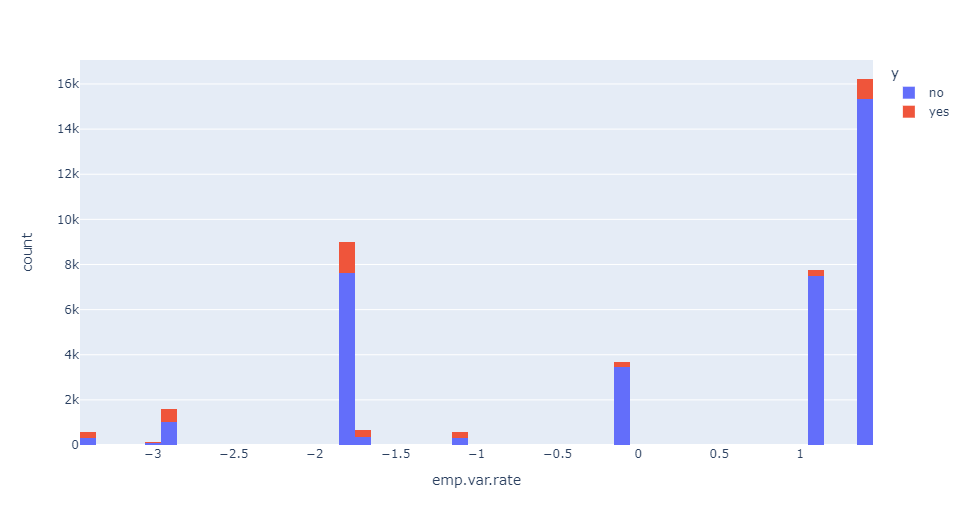 y
no
yes
16k
14k
12k
10k
8k
6k
4k
2k
0
count
−3 −2.5 −2 −1.5 −1 −0.5 0 0.5 1
emp.var.rate